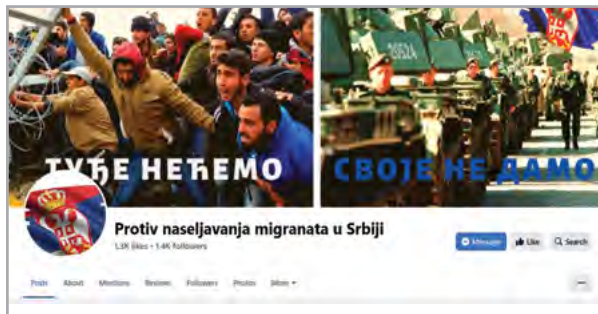 ТУЂЕ НЕЋЕМО
СВОЈЕ НЕ ДАМО
Protiv naseljavanja migranata u Srbiji
1.3K likes • 1.4K followers
Message Like Search
Posts About Mentions Reviews Followers Photos More